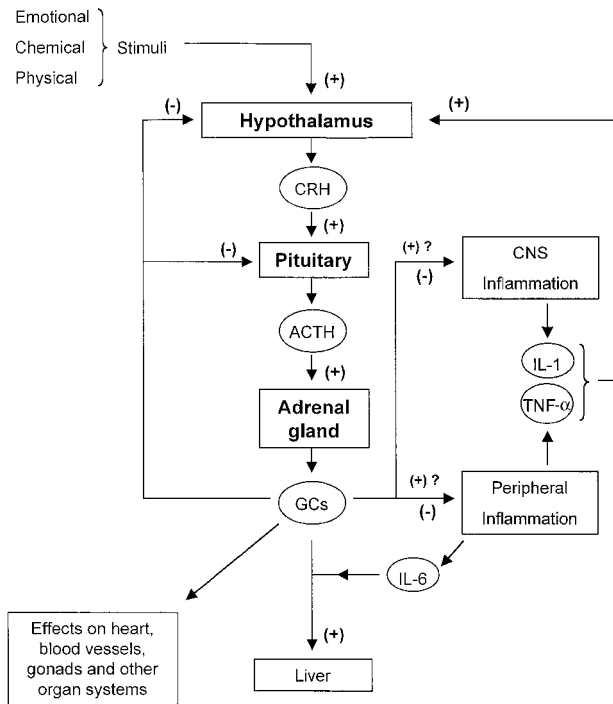 Emotional
Chemical
Physical
Stimuli
(+)
(-)
(+)
Hypothalamus
CRH
(+)
(-)
Pituitary
(+) ?
(-)
CNS
Inflammation
ACTH
(+)
IL-1
TNF-α
Adrenal
gland
GCs
(+) ?
(-)
Peripheral
Inflammation
IL-6
Effects on heart,
blood vessels,
gonads and other
organ systems
(+)
Liver